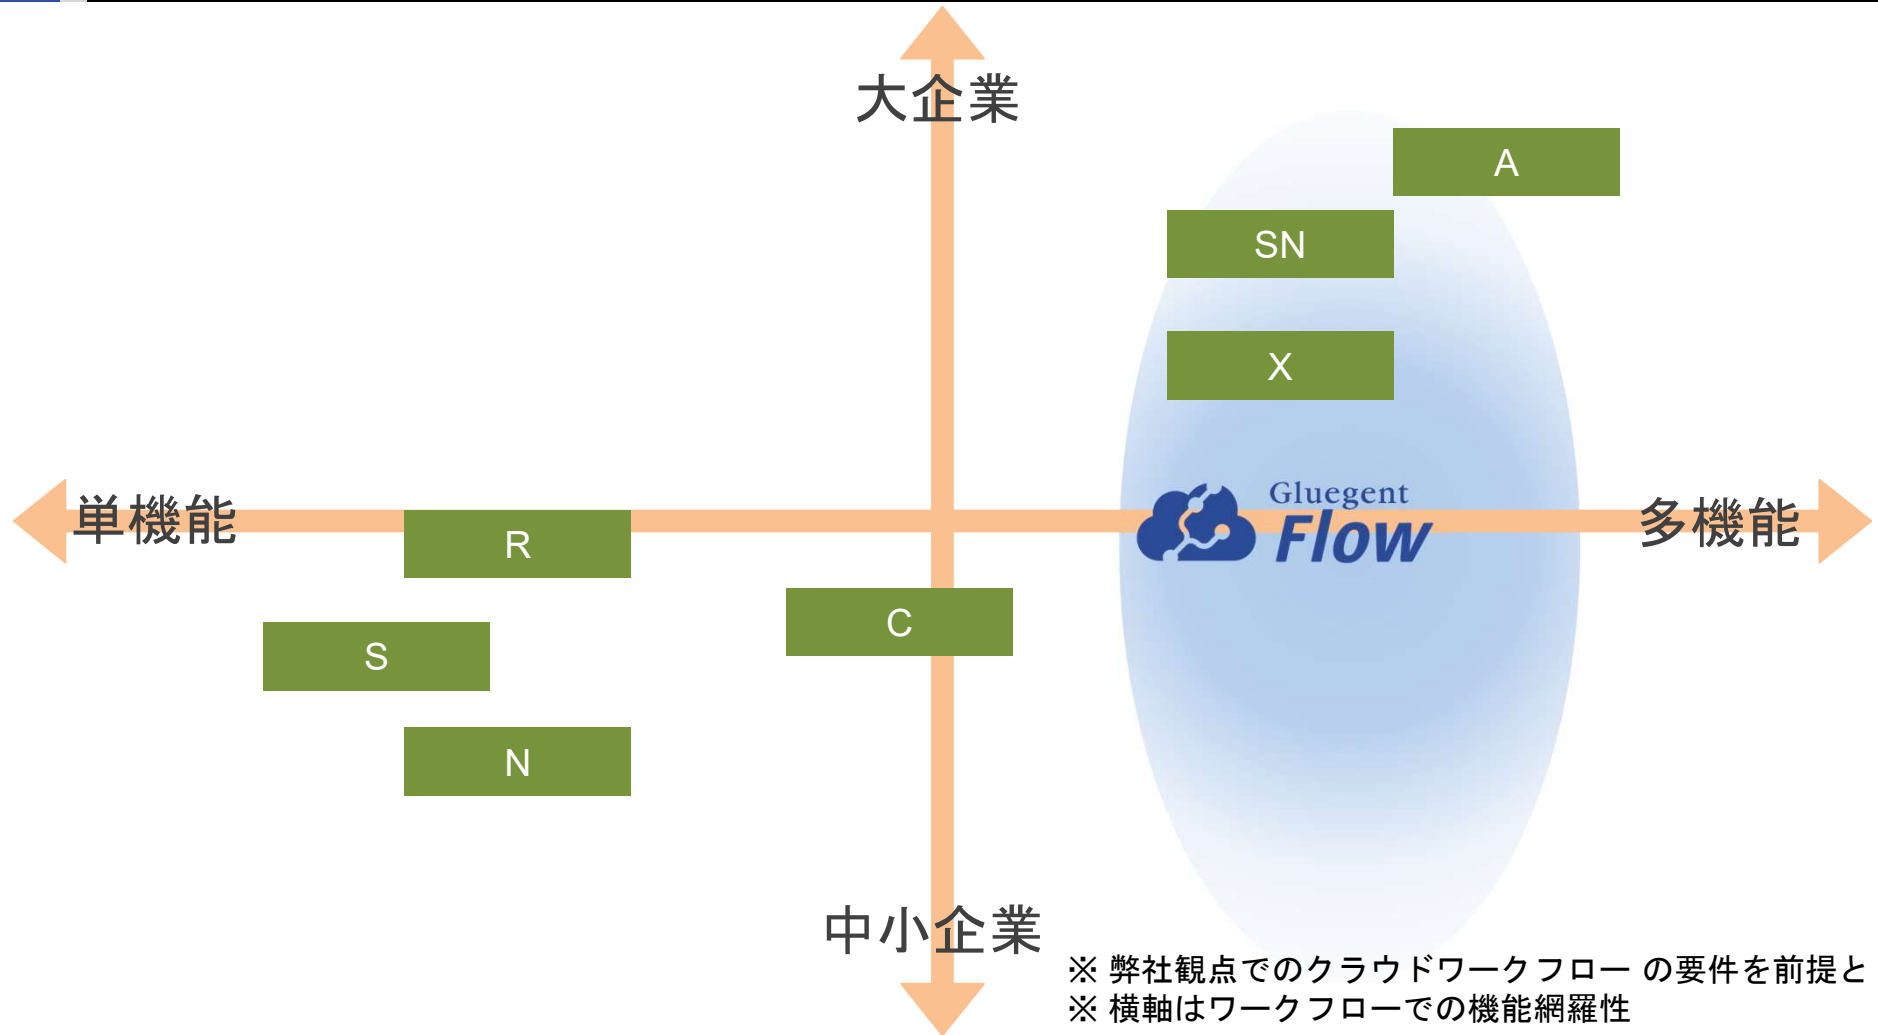 大企業
A
SN
X
単機能
Gluegent
Flow
多機能
R
C
S
N
中小企業
※ 弊社観点でのクラウドワークフロー の要件を前提と
※ 横軸はワークフローでの機能網羅性